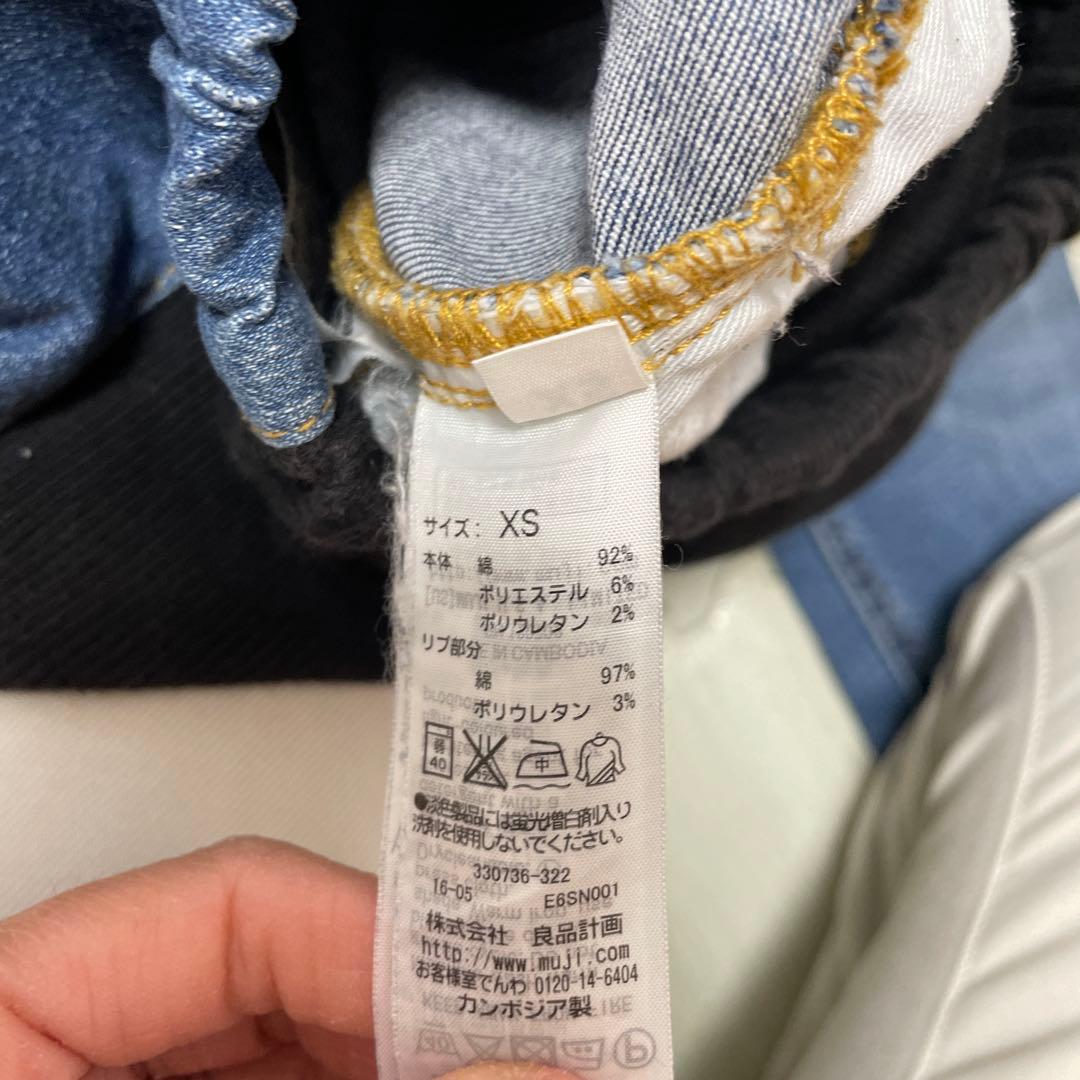 サイズ: XS
本体 綿 92%
ポリエステル 6%
ポリウレタン 2%
リブ部分
綿 97%
ポリウレタン 3%
弱 40 中
●淡色製品には蛍光増白剤入り
洗剤を使用しないでください。
330736-322
16-05 E6SN001
株式会社 良品計画
http://www.muji.com
お客様室でんわ 0120-14-6404
カンボジア製